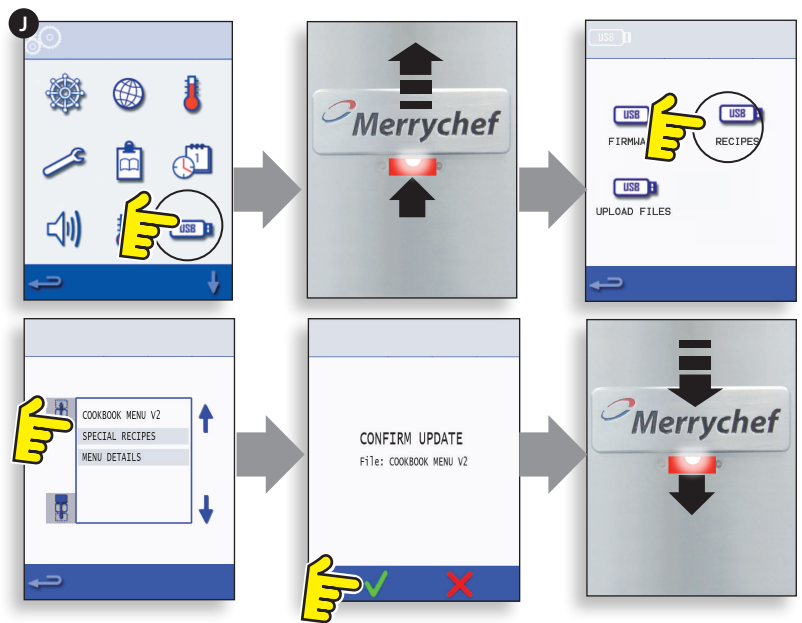 J
1
USB
Merrychef
USB
USB
USB
FIRMWA
RECIPES
USB
UPLOAD FILES
COOKBOOK MENU V2
SPECIAL RECIPES
MENU DETAILS
CONFIRM UPDATE
File: COOKBOOK MENU V2
Merrychef